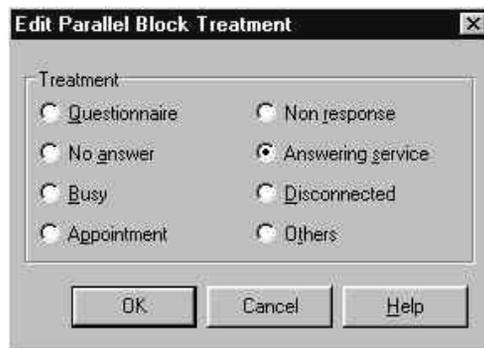 Edit Parallel Block Treatment
Treatment
Questionnaire
Non response
No answer
Answering service
Busy
Disconnected
Appointment
Others
OK
Cancel
Help